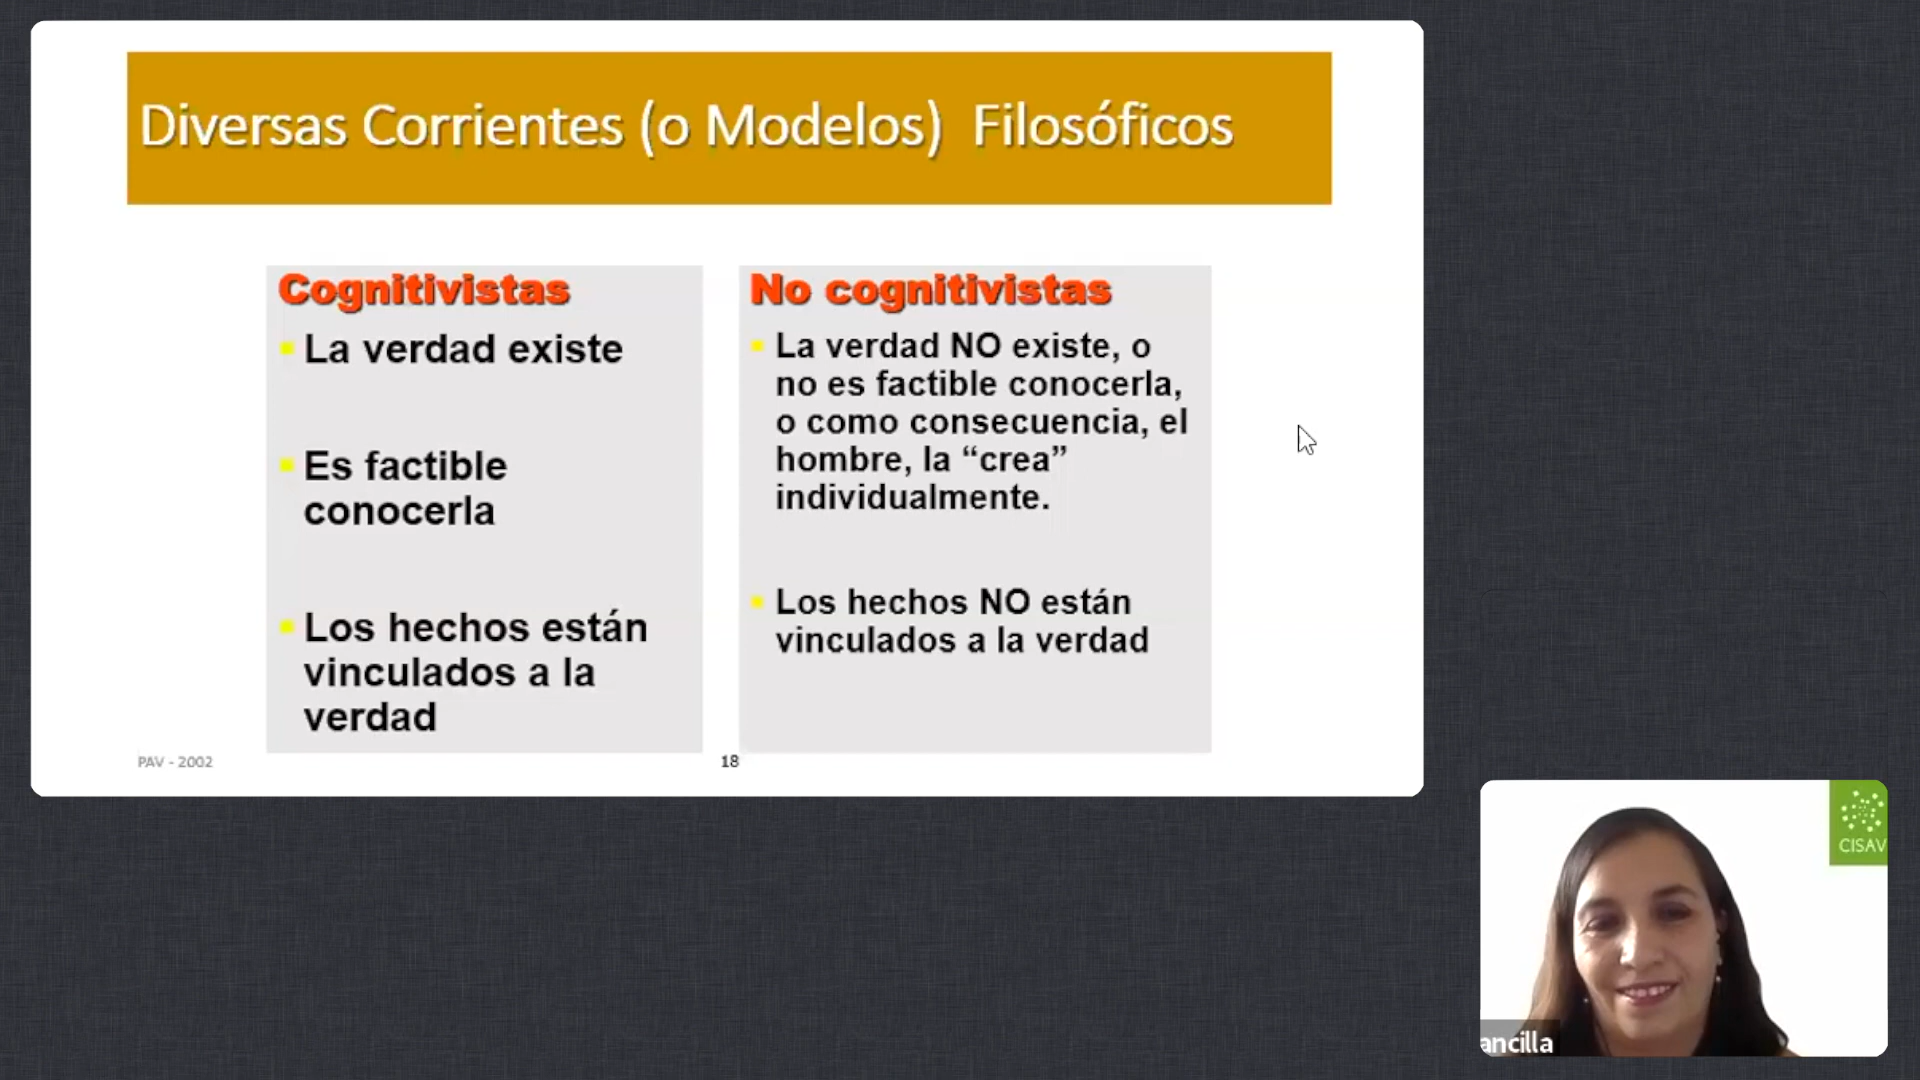 Diversas Corrientes (o Modelos) Filosóficos
Cognitivistas
La verdad existe
Es factible
conocerla
Los hechos están
vinculados a la
verdad
No cognitivistas
La verdad NO existe, o
no es factible conocerla,
o como consecuencia, el
hombre, la “crea”
individualmente.
Los hechos NO están
vinculados a la verdad
PAV - 2002
18
CISAV
ancilla